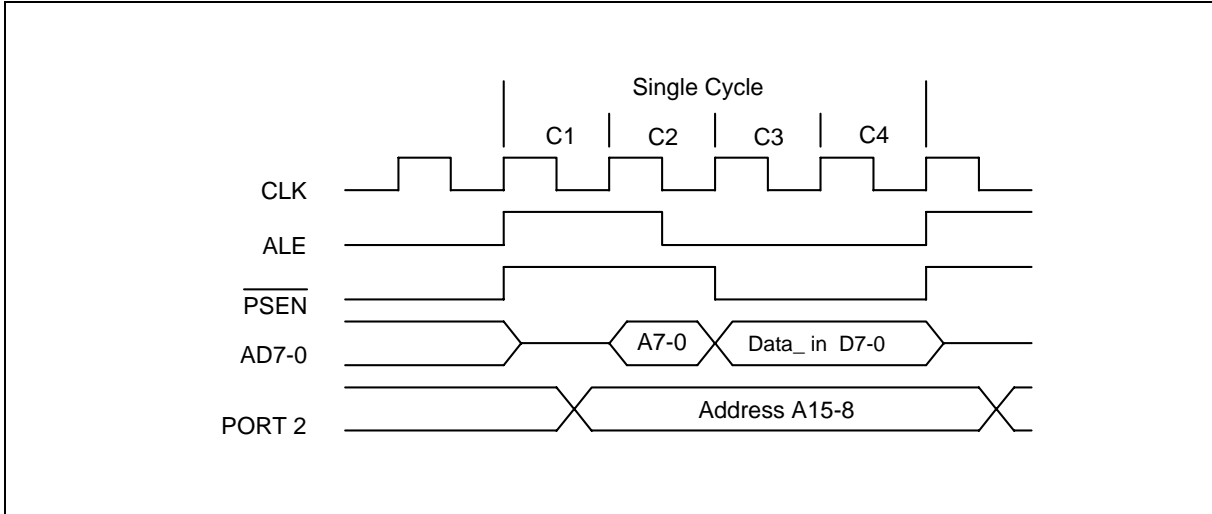 Single Cycle
C1 C2 C3 C4
CLK
ALE
PSEN
AD7-0 A7-0 Data_ in D7-0
PORT 2 Address A15-8